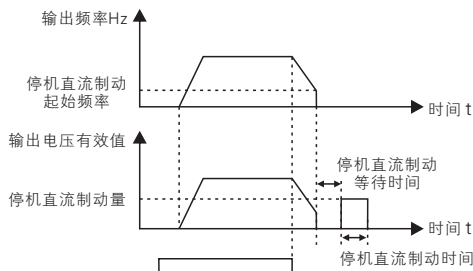 输出频率Hz
停机直流制动
起始频率
时间 t
输出电压有效值
停机直流制动
等待时间
停机直流制动量
时间 t
停机直流制动时间